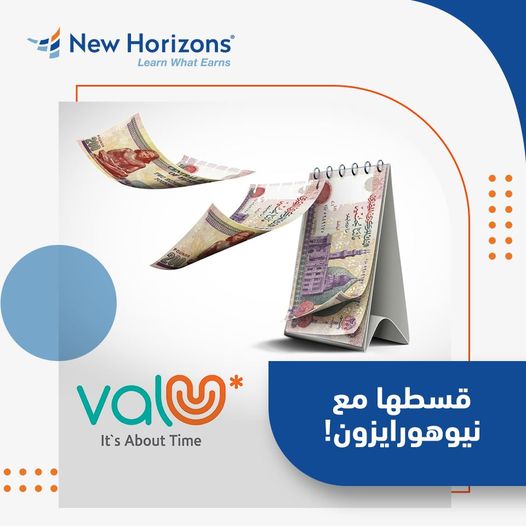 New Horizons®
Learn What Earns
valU*
It`s About Time
قسطها مع
نيوهورايزون!